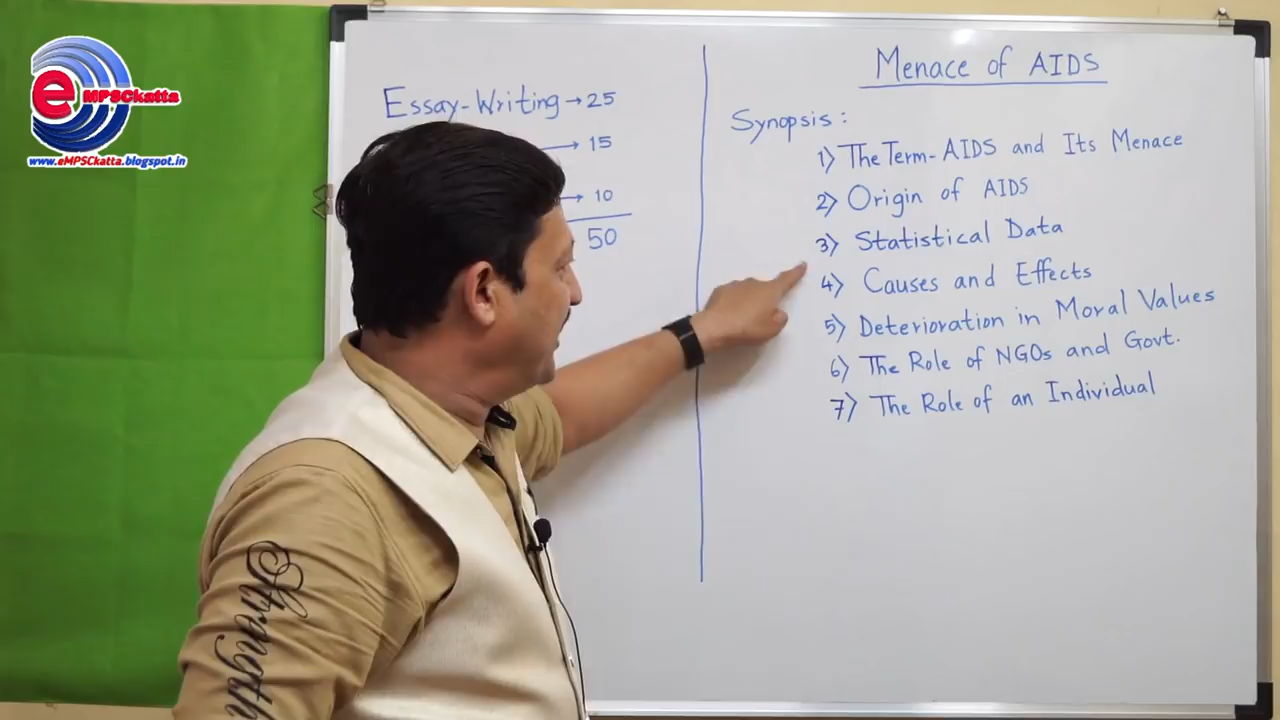 eMPSCkatta
www.eMPSCkatta.blogspot.in
Essay-Writing → 25
→ 15
→ 10
50
Menace of AIDS
Synopsis:
1) The Term-AIDS and Its Menace
2) Origin of AIDS
3) Statistical Data
4) Causes and Effects
5) Deterioration in Moral Values
6) The Role of NGOs and Govt.
7) The Role of an Individual
Strength